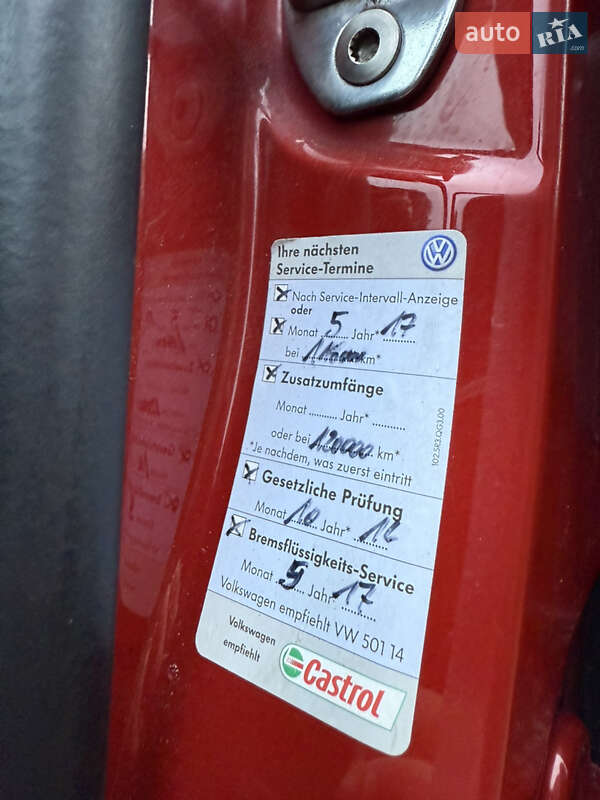 auto RIA.com
Ihre nächsten
Service-Termine
Nach Service-Intervall-Anzeige
oder
Monat 5 Jahr* 17
bei km*
Zusatzumfänge
Monat........... Jahr*...........
oder bei 120000 km*
*Je nachdem, was zuerst eintritt
Gesetzliche Prüfung
Monat 10 Jahr* 12
Bremsflüssigkeits-Service
Monat 5 Jahr 17
Volkswagen empfiehlt VW 501 14
Volkswagen
empfiehlt
Castrol